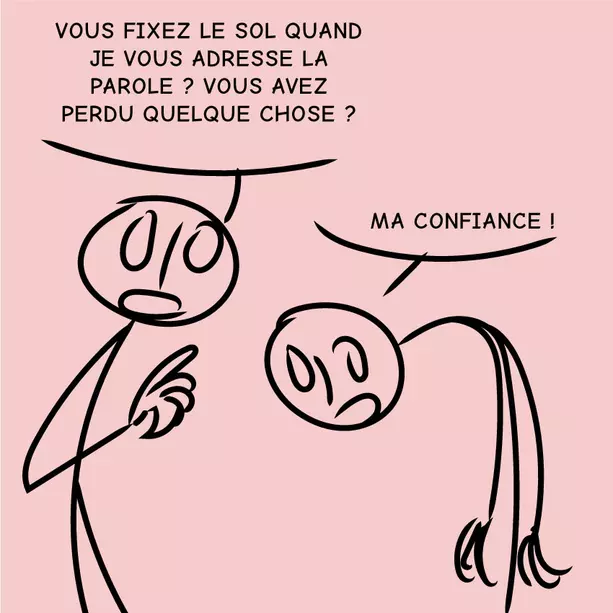 VOUS FIXEZ LE SOL QUAND
JE VOUS ADRESSE LA
PAROLE ? VOUS AVEZ
PERDU QUELQUE CHOSE ?
MA CONFIANCE !